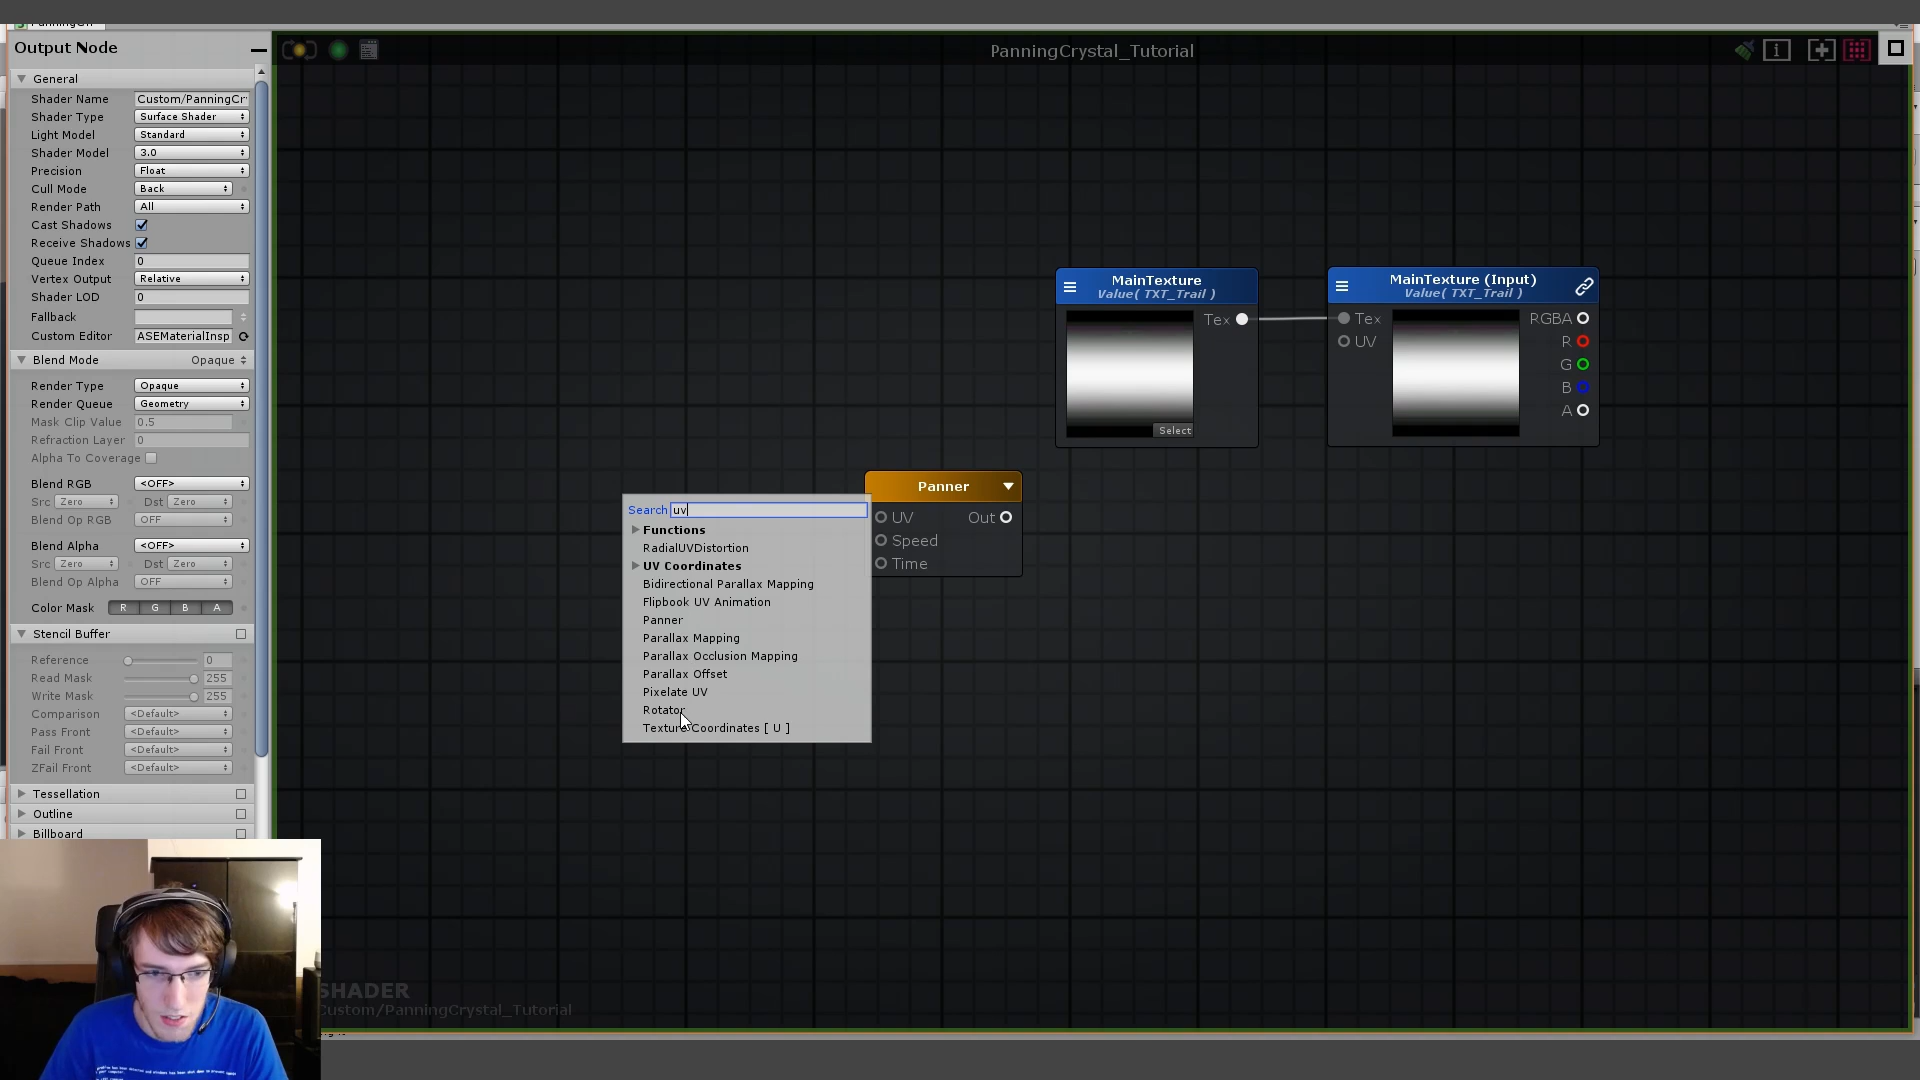 Output Node
PanningCrystal_Tutorial
General
Shader Name Custom/PanningCr
Shader Type Surface Shader
Light Model Standard
Shader Model 3.0
Precision Float
Cull Mode Back
Render Path All
Cast Shadows
Receive Shadows
Queue Index 0
Vertex Output Relative
Shader LOD 0
Fallback
Custom Editor ASEMaterialInsp
Blend Mode Opaque
Render Type Opaque
Render Queue Geometry
Mask Clip Value 0.5
Refraction Layer 0
Alpha To Coverage
Blend RGB <OFF>
Src Zero Dst Zero
Blend Op RGB OFF
Blend Alpha <OFF>
Src Zero Dst Zero
Blend Op Alpha OFF
Color Mask R G B A
Stencil Buffer
Reference 0
Read Mask 255
Write Mask 255
Comparison <Default>
Pass Front <Default>
Fail Front <Default>
ZFail Front <Default>
Tessellation
Outline
Billboard
MainTexture
Value( TXT_Trail )
Tex
Select
MainTexture (Input)
Value( TXT_Trail )
Tex RGBA
UV R
G
B
A
Panner
UV Out
Speed
Time
Search uv
Functions
RadialUVDistortion
UV Coordinates
Bidirectional Parallax Mapping
Flipbook UV Animation
Panner
Parallax Mapping
Parallax Occlusion Mapping
Parallax Offset
Pixelate UV
Rotator
Texture Coordinates [ U ]
SHADER
Custom/PanningCrystal_Tutorial